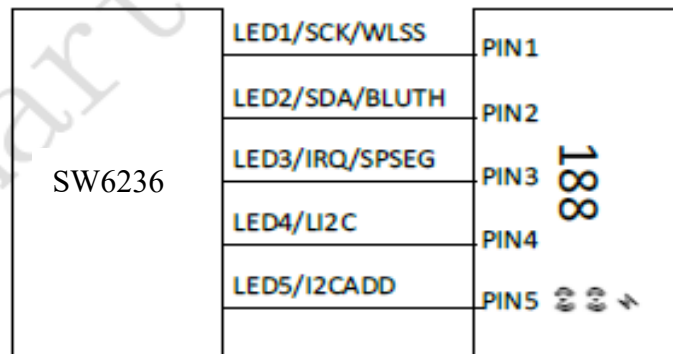 LED1/SCK/WLSS
PIN1
LED2/SDA/BLUTH
PIN2
LED3/IRQ/SPSEG
PIN3
SW6236
188
LED4/LI2C
PIN4
LED5/I2CADD
PIN5